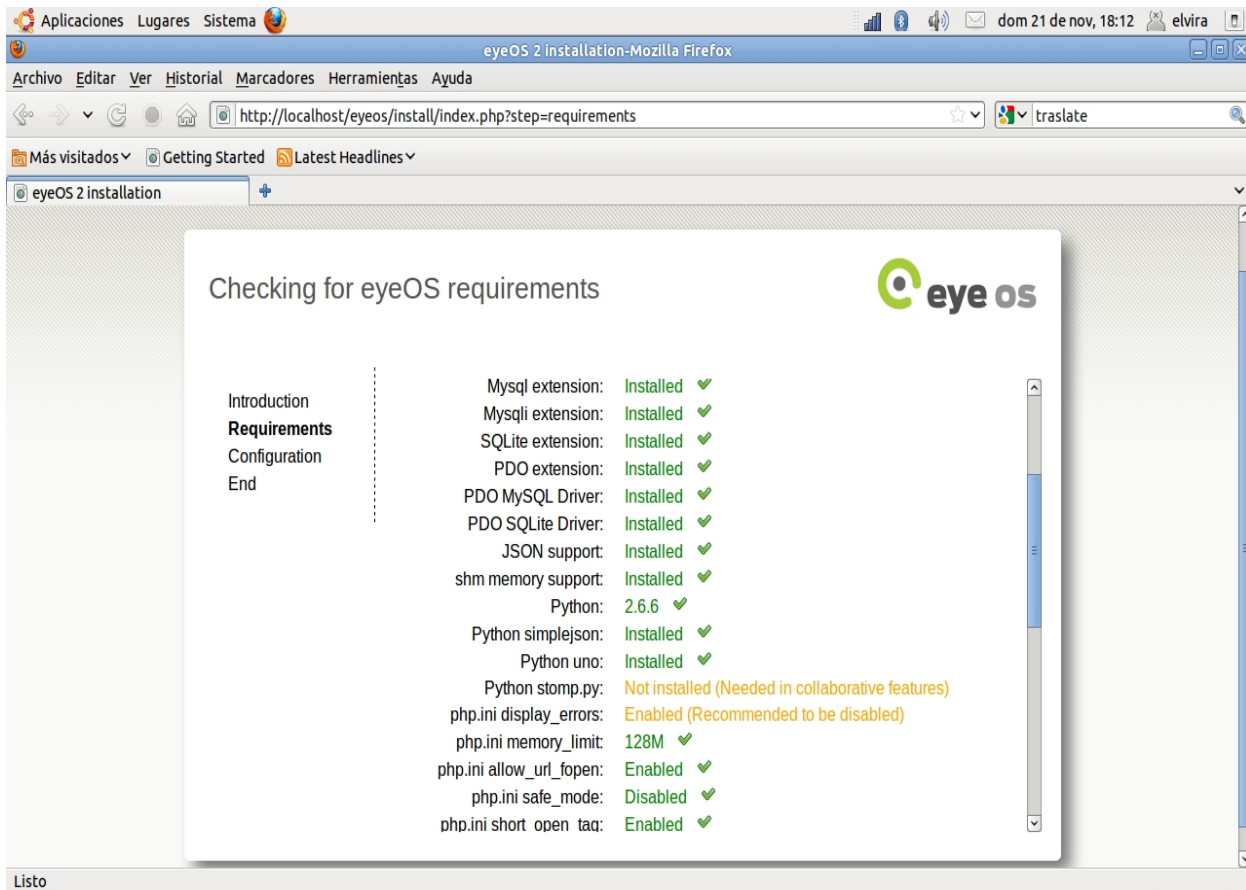 Aplicaciones Lugares Sistema dom 21 de nov, 18:12 elvira
eyeOS 2 installation-Mozilla Firefox
Archivo Editar Ver Historial Marcadores Herramientas Ayuda
http://localhost/eyeos/install/index.php?step=requirements traslate
Más visitados Getting Started Latest Headlines
eyeOS 2 installation
Checking for eyeOS requirements
eye os
Introduction
Requirements
Configuration
End
Mysql extension: Installed
Mysqli extension: Installed
SQLite extension: Installed
PDO extension: Installed
PDO MySQL Driver: Installed
PDO SQLite Driver: Installed
JSON support: Installed
shm memory support: Installed
Python: 2.6.6
Python simplejson: Installed
Python uno: Installed
Python stomp.py: Not installed (Needed in collaborative features)
php.ini display_errors: Enabled (Recommended to be disabled)
php.ini memory_limit: 128M
php.ini allow_url_fopen: Enabled
php.ini safe_mode: Disabled
php.ini short_open_tag: Enabled
Listo